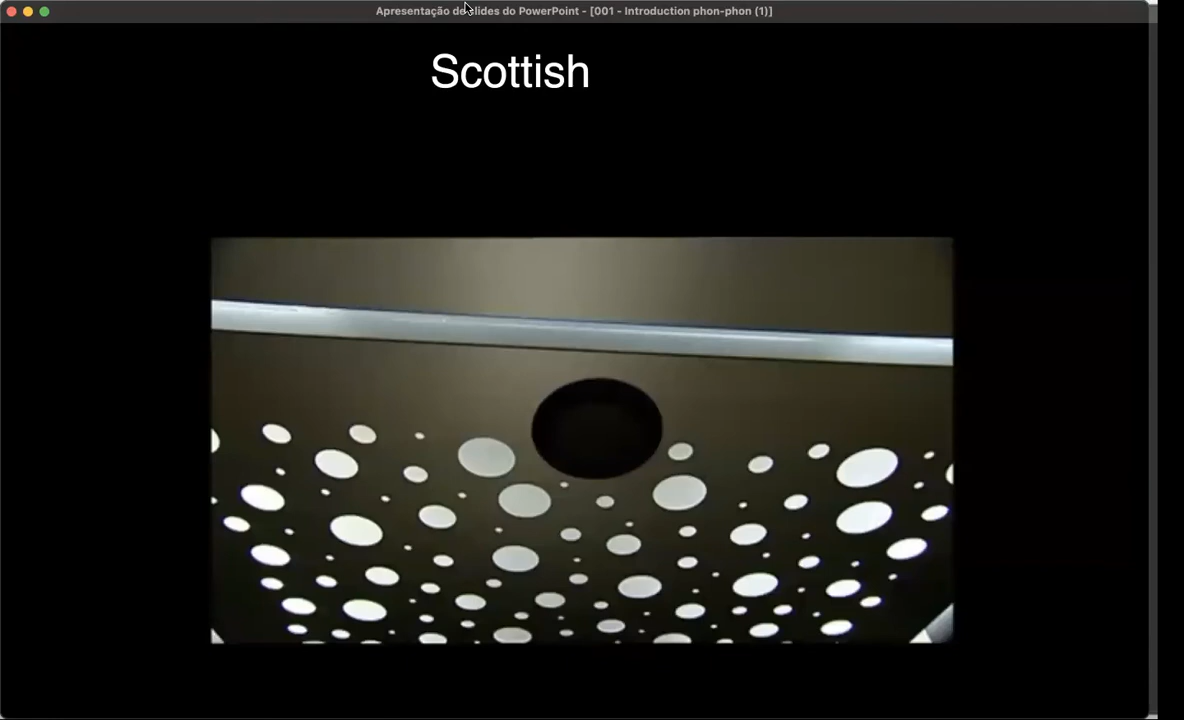 Apresentação de slides do PowerPoint - [001 - Introduction phon-phon (1)]
Scottish